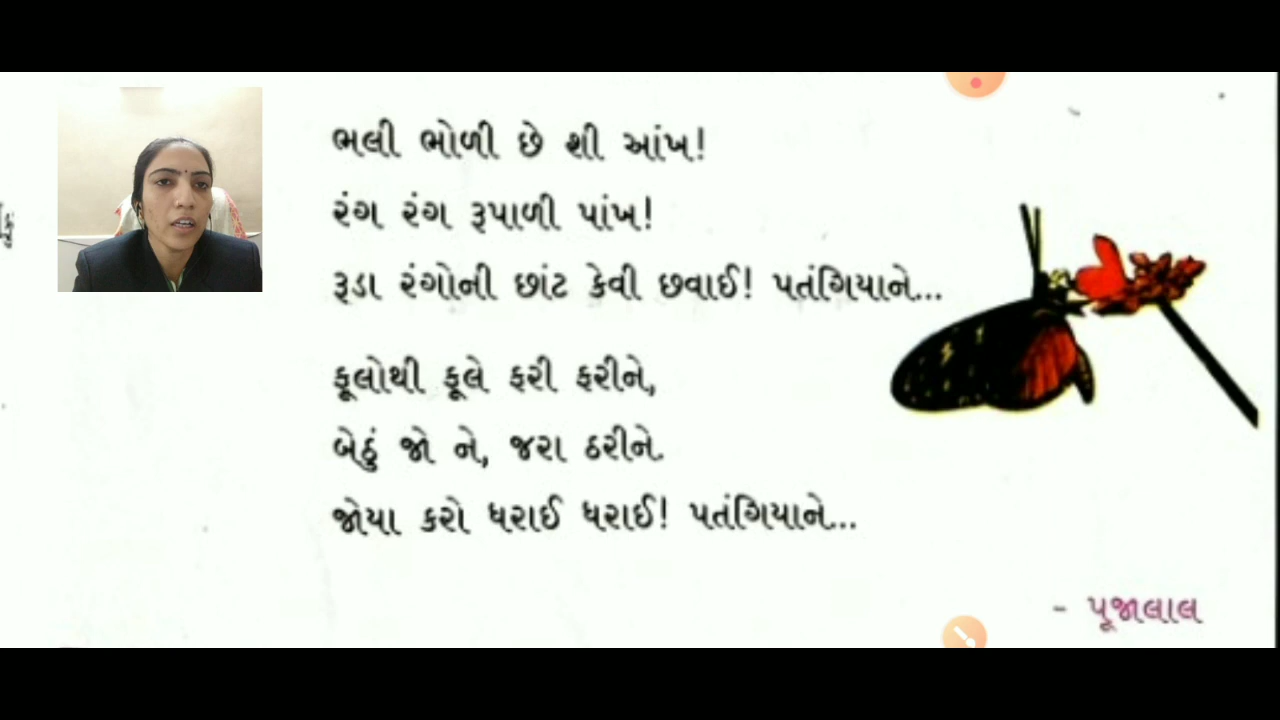 ભલી ભોળી છે શી આંખ!
રંગ રંગ રૂપાળી પાંખ!
રૂડા રંગોની છાંટ કેવી છવાઈ! પતંગિયાને...
ફૂલોથી ફૂલે ફરી ફરીને,
બેઠું જો ને, જરા ઠરીને.
જોયા કરો ધરાઈ ધરાઈ! પતંગિયાને...
- પૂજાલાલ